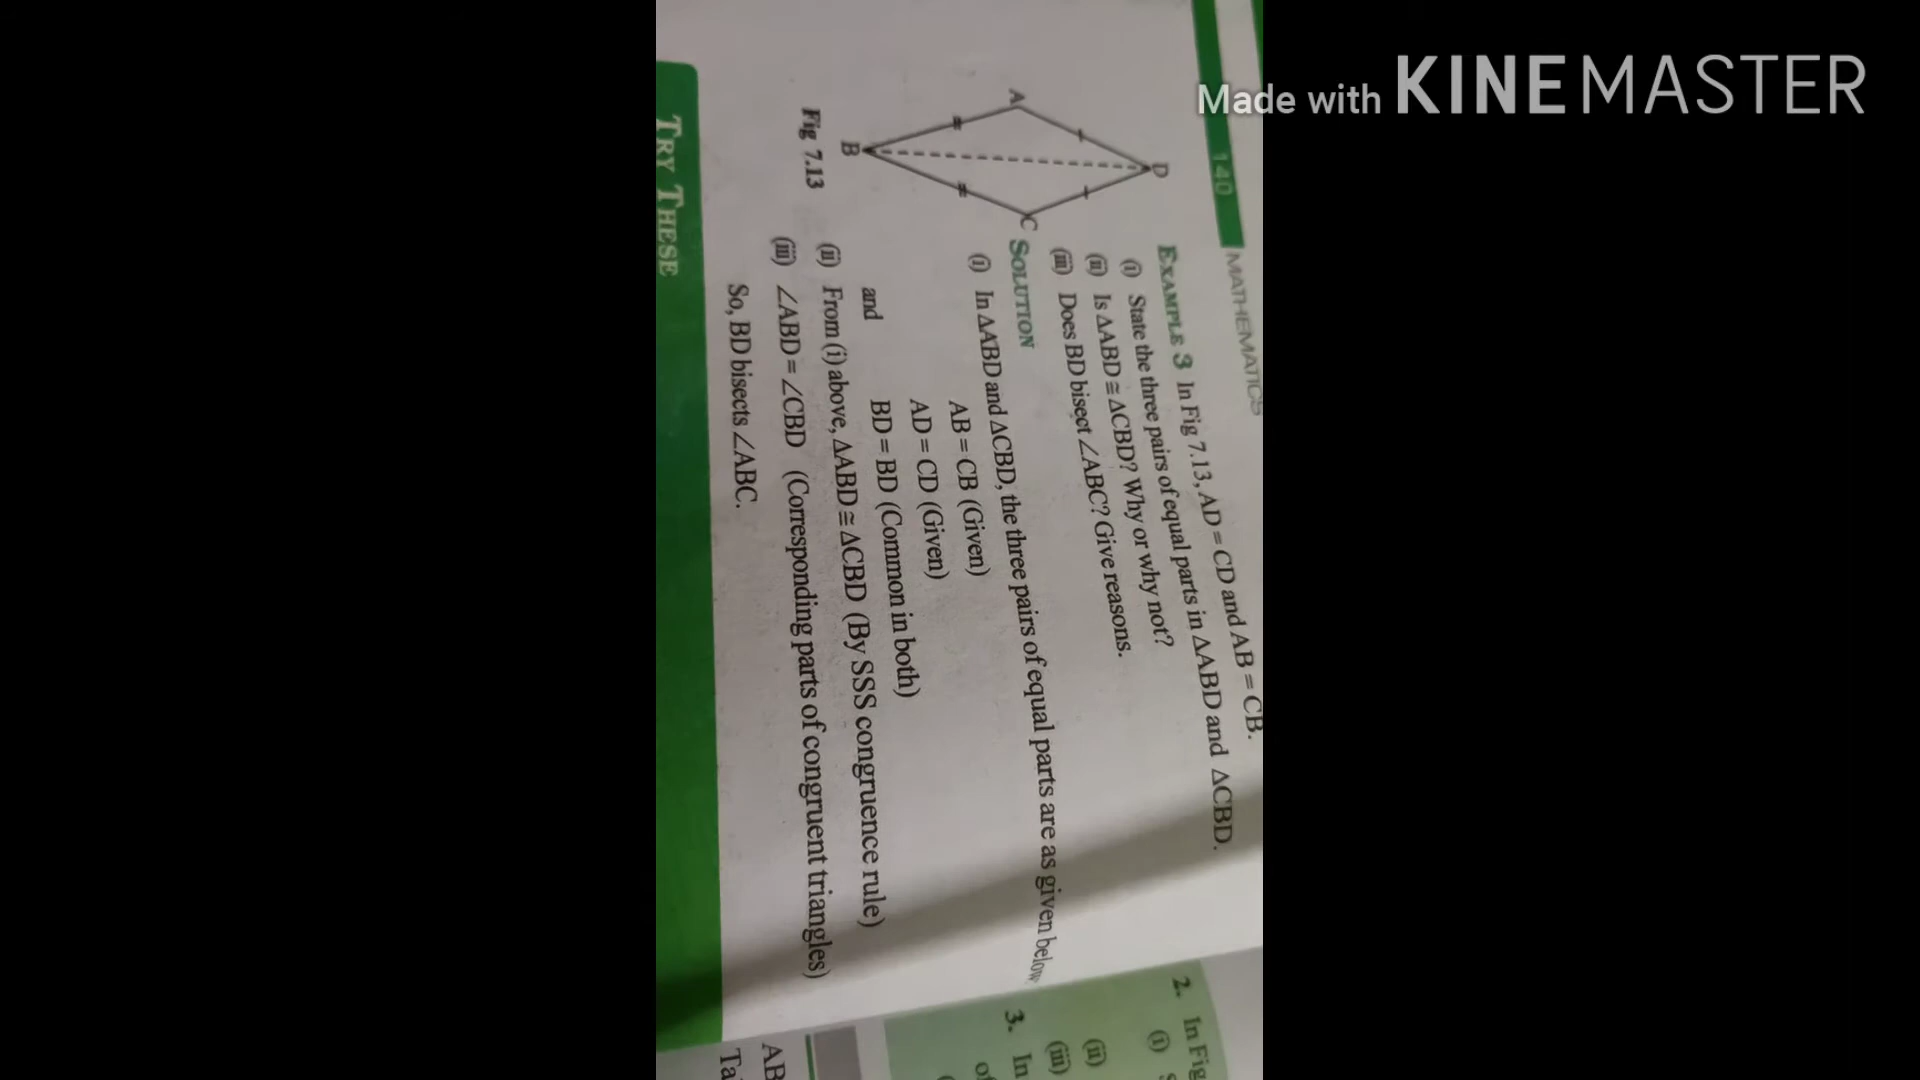 Made with KINEMASTER
140 MATHEMATICS
EXAMPLE 3 In Fig 7.13, AD = CD and AB = CB.
(i) State the three pairs of equal parts in ΔABD and ΔCBD.
(ii) Is ΔABD ≅ ΔCBD? Why or why not?
(iii) Does BD bisect ∠ABC? Give reasons.
SOLUTION
(i) In ΔABD and ΔCBD, the three pairs of equal parts are as given below
AB = CB (Given)
AD = CD (Given)
and BD = BD (Common in both)
(ii) From (i) above, ΔABD ≅ ΔCBD (By SSS congruence rule)
(iii) ∠ABD = ∠CBD (Corresponding parts of congruent triangles)
So, BD bisects ∠ABC.
D
A
C
B
Fig 7.13
TRY THESE
2. In Fig
(i)
(ii)
(iii)
3. In
of
AB
Ta